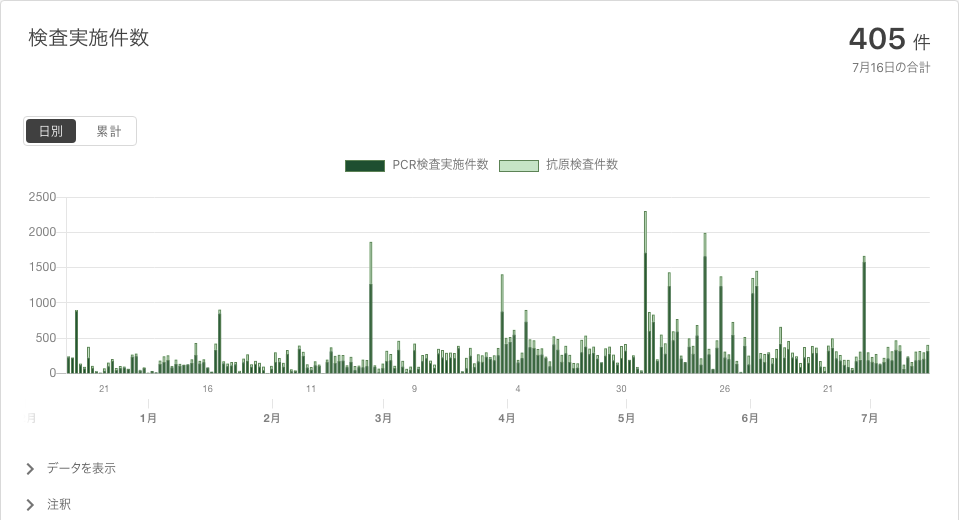 検査実施件数
405 件
7月16日の合計
日別 累計
PCR検査実施件数 抗原検査件数
2500
2000
1500
1000
500
0
21 16 11 9 4 30 26 21
月 1月 2月 3月 4月 5月 6月 7月
データを表示
注釈